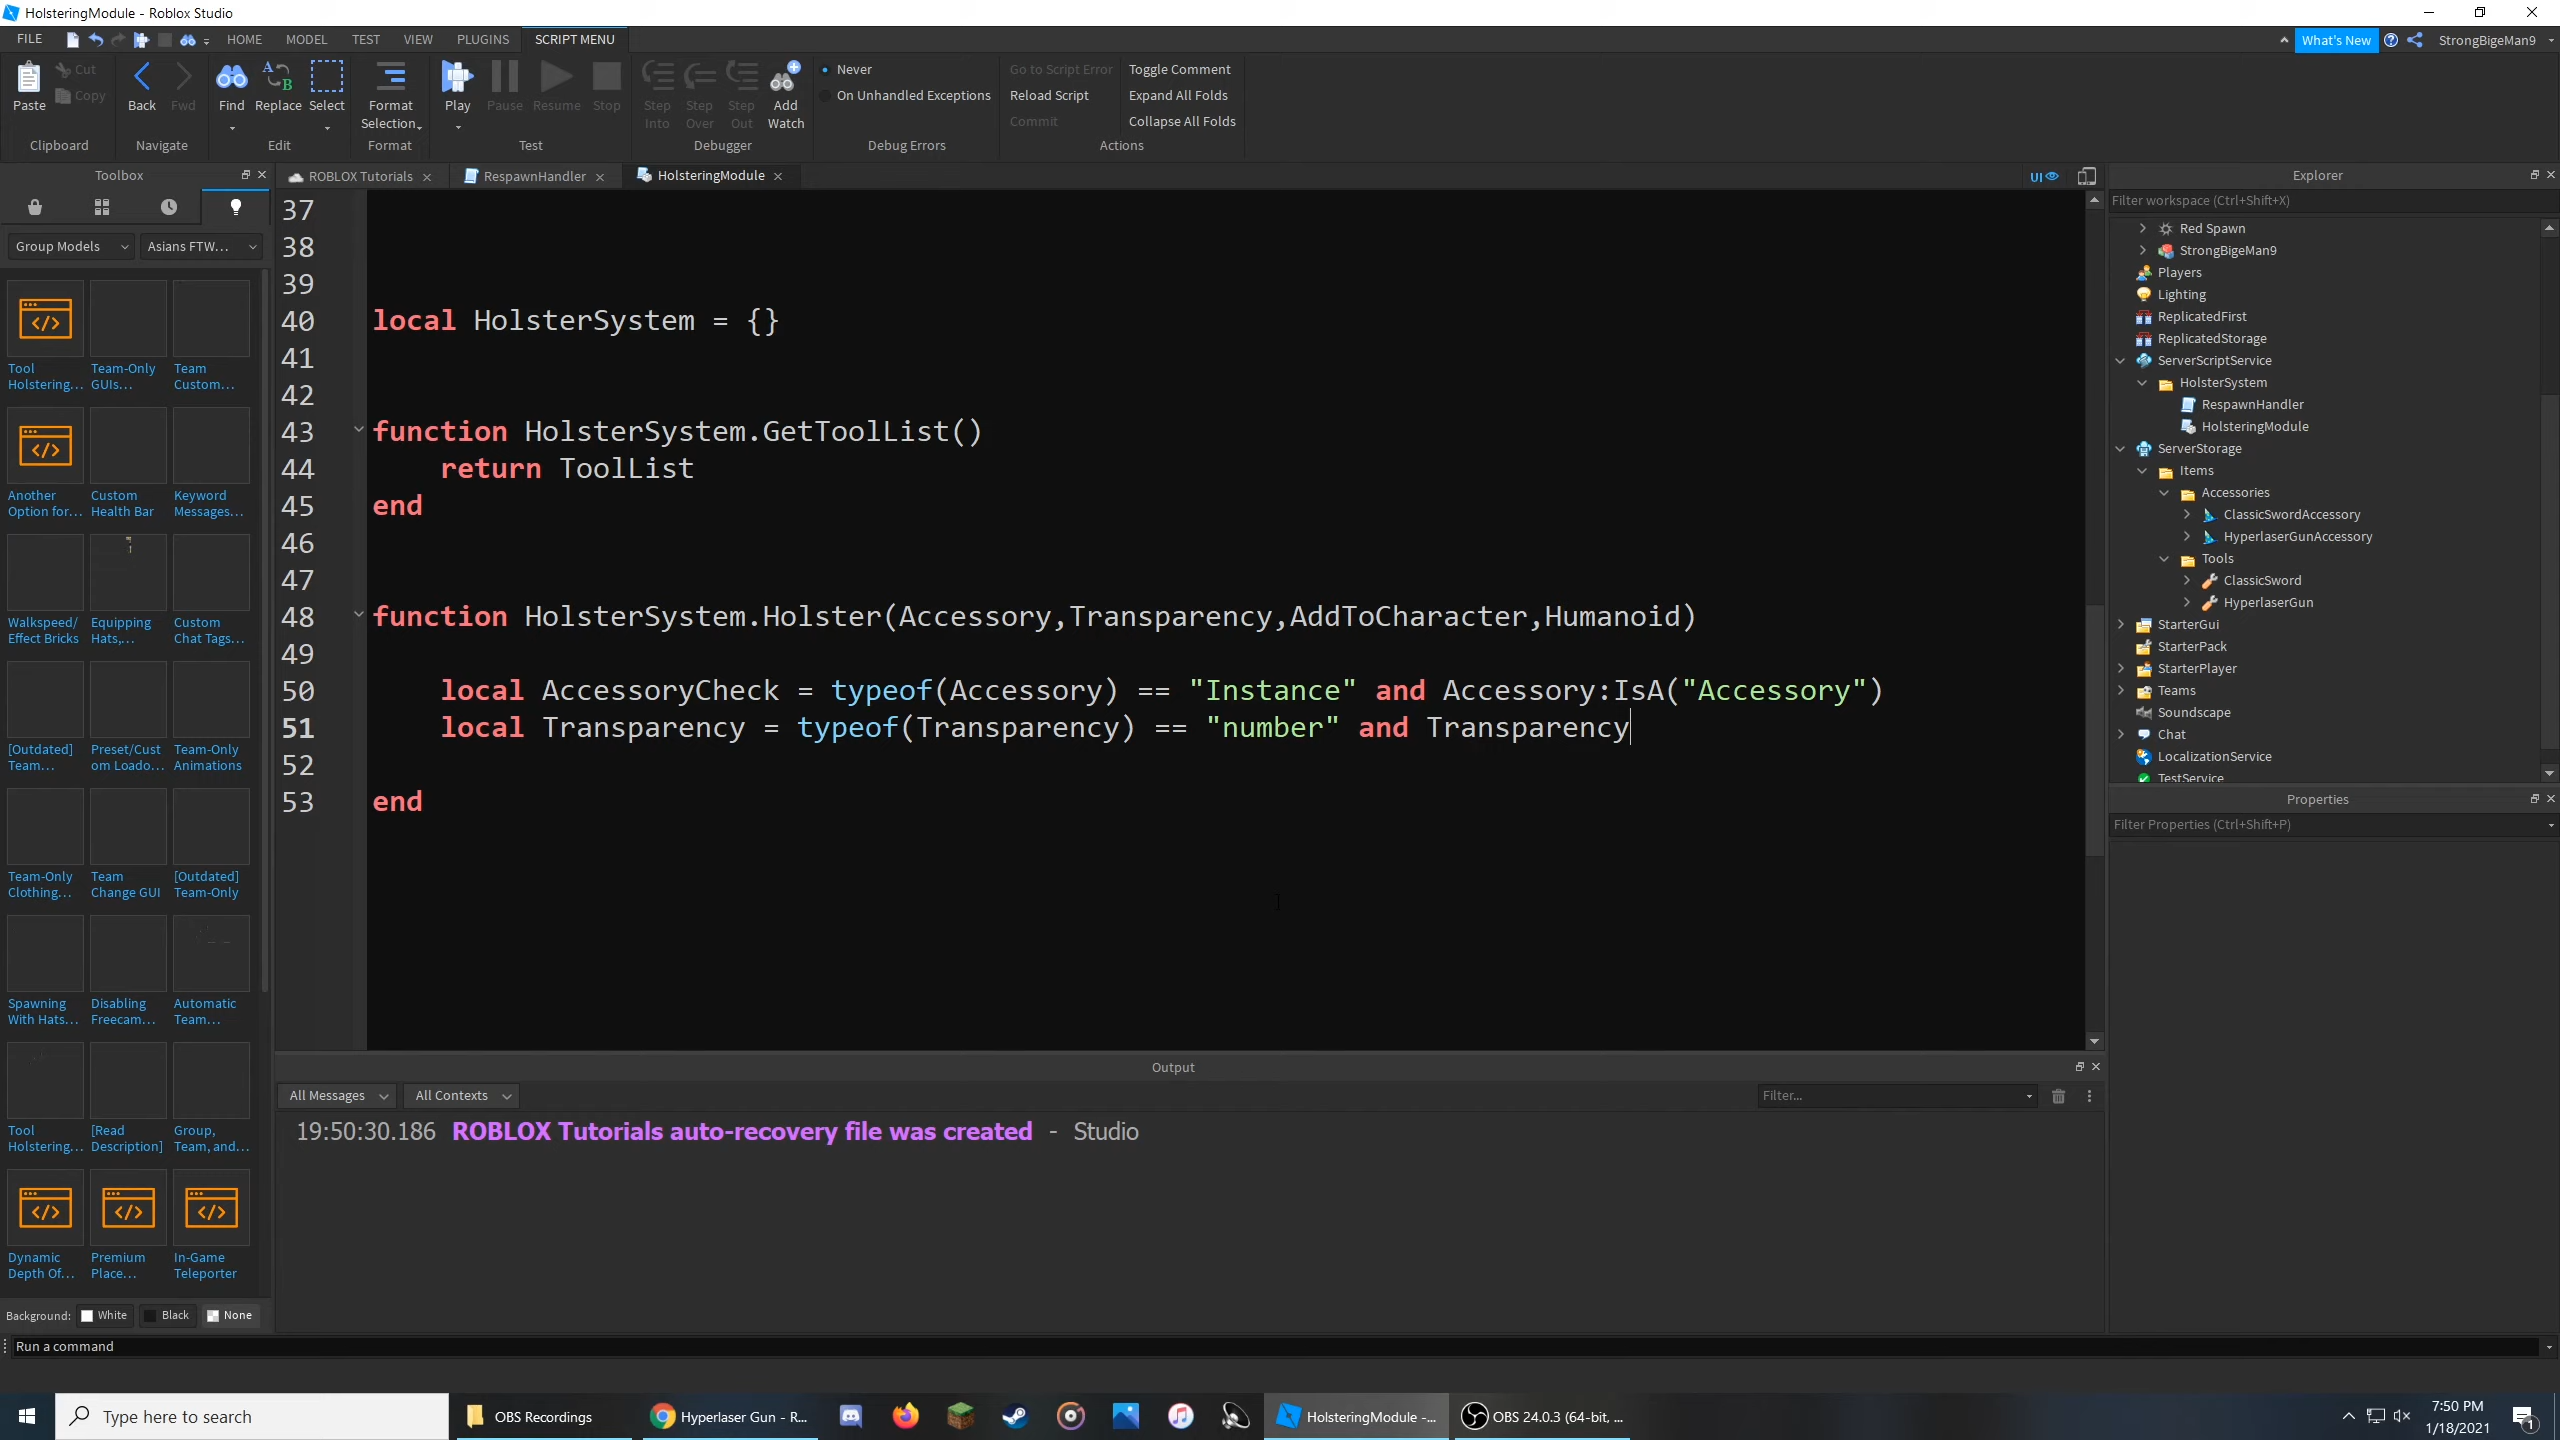 HolsteringModule - Roblox Studio
FILE HOME MODEL TEST VIEW PLUGINS SCRIPT MENU What's New StrongBigeMan9
Paste Cut Copy Back Fwd Find Replace Select Format Selection Play Pause Resume Stop Step Into Step Over Step Out Add Watch
Never
On Unhandled Exceptions
Go to Script Error
Reload Script
Commit
Toggle Comment
Expand All Folds
Collapse All Folds
Clipboard Navigate Edit Format Test Debugger Debug Errors Actions
Toolbox
Group Models Asians FTW...
Tool Holstering...
Team-Only GUIs...
Team Custom...
Another Option for...
Custom Health Bar
Keyword Messages...
Walkspeed/ Effect Bricks
Equipping Hats,...
Custom Chat Tags...
[Outdated] Team...
Preset/Cust om Loado...
Team-Only Animations
Team-Only Clothing...
Team Change GUI
[Outdated] Team-Only
Spawning With Hats...
Disabling Freecam...
Automatic Team...
Tool Holstering...
[Read Description]
Group, Team, and...
Dynamic Depth Of...
Premium Place...
In-Game Teleporter
Background: White Black None
ROBLOX Tutorials RespawnHandler HolsteringModule UI
37
38
39
40 local HolsterSystem = {}
41
42
43 function HolsterSystem.GetToolList()
44 return ToolList
45 end
46
47
48 function HolsterSystem.Holster(Accessory,Transparency,AddToCharacter,Humanoid)
49
50 local AccessoryCheck = typeof(Accessory) == "Instance" and Accessory:IsA("Accessory")
51 local Transparency = typeof(Transparency) == "number" and Transparency
52
53 end
Output
All Messages All Contexts Filter...
19:50:30.186 ROBLOX Tutorials auto-recovery file was created - Studio
Explorer
Filter workspace (Ctrl+Shift+X)
Red Spawn
StrongBigeMan9
Players
Lighting
ReplicatedFirst
ReplicatedStorage
ServerScriptService
HolsterSystem
RespawnHandler
HolsteringModule
ServerStorage
Items
Accessories
ClassicSwordAccessory
HyperlaserGunAccessory
Tools
ClassicSword
HyperlaserGun
StarterGui
StarterPack
StarterPlayer
Teams
Soundscape
Chat
LocalizationService
TestService
Properties
Filter Properties (Ctrl+Shift+P)
Run a command
Type here to search
OBS Recordings
Hyperlaser Gun - R...
HolsteringModule -...
OBS 24.0.3 (64-bit, ...
7:50 PM
1/18/2021
1